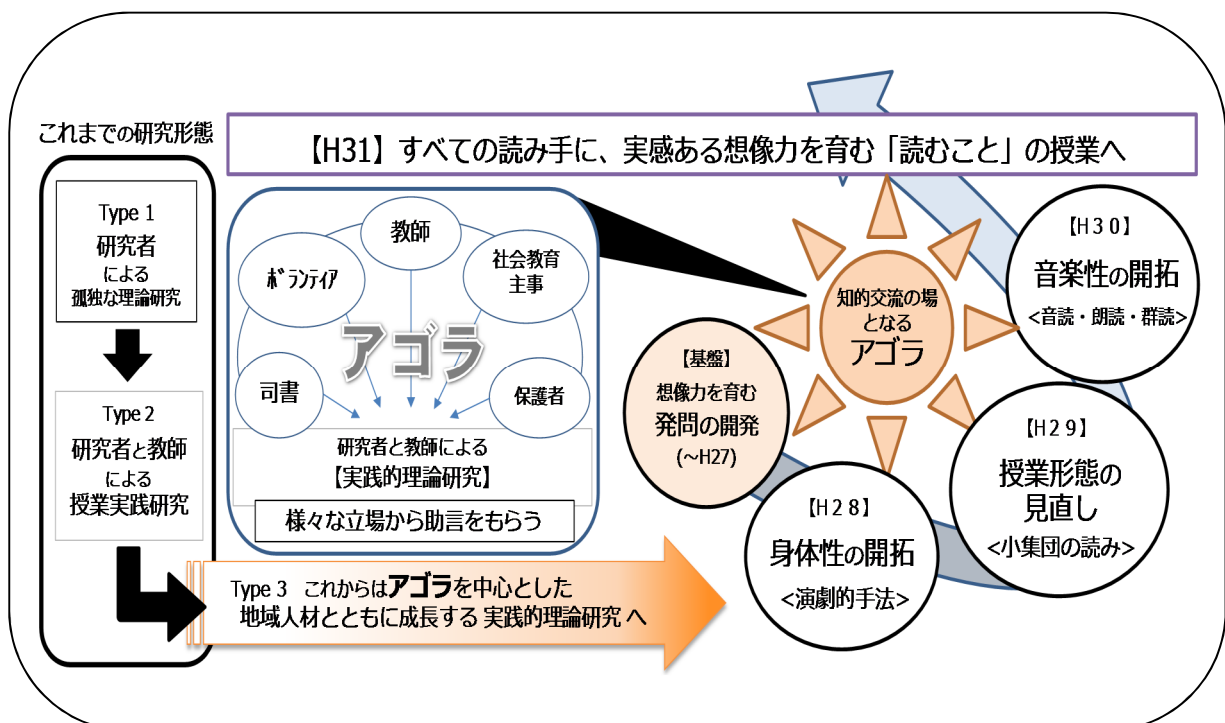 これまでの研究形態
【H31】すべての読み手に、実感ある想像力を育む「読むこと」の授業へ
Type 1
研究者
による
孤独な理論研究
Type 2
研究者と教師
による
授業実践研究
教師
ボランティア
社会教育
主事
アゴラ
司書
保護者
研究者と教師による
【実践的理論研究】
様々な立場から助言をもらう
Type 3 これからはアゴラを中心とした
地域人材とともに成長する 実践的理論研究 へ
知的交流の場
となる
アゴラ
【基盤】
想像力を育む
発問の開発
(～H27)
【H28】
身体性の開拓
<演劇的手法>
【H29】
授業形態の
見直し
<小集団の読み>
【H30】
音楽性の開拓
<音読・朗読・群読>